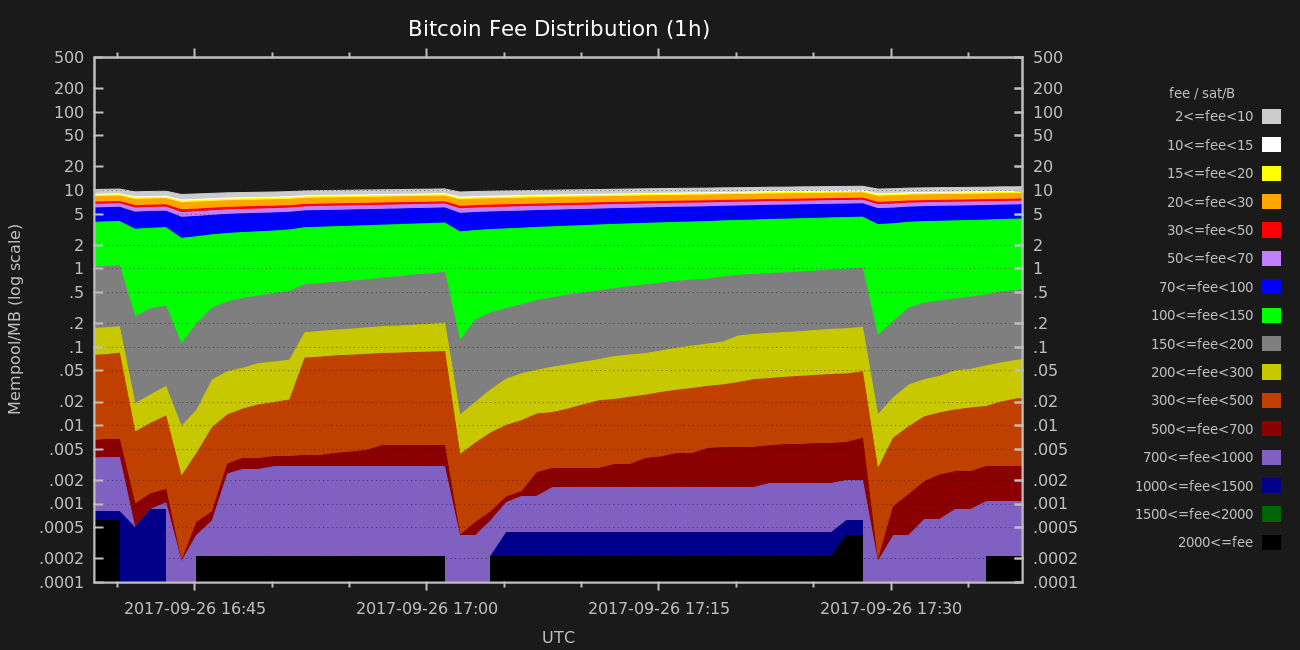 Bitcoin Fee Distribution (1h)
Mempool/MB (log scale)
500
200
100
50
20
10
5
2
1
.5
.2
.1
.05
.02
.01
.005
.002
.001
.0005
.0002
.0001
500
200
100
50
20
10
5
2
1
.5
.2
.1
.05
.02
.01
.005
.002
.001
.0005
.0002
.0001
2017-09-26 16:45
2017-09-26 17:00
2017-09-26 17:15
2017-09-26 17:30
UTC
fee / sat/B
2<=fee<10
10<=fee<15
15<=fee<20
20<=fee<30
30<=fee<50
50<=fee<70
70<=fee<100
100<=fee<150
150<=fee<200
200<=fee<300
300<=fee<500
500<=fee<700
700<=fee<1000
1000<=fee<1500
1500<=fee<2000
2000<=fee